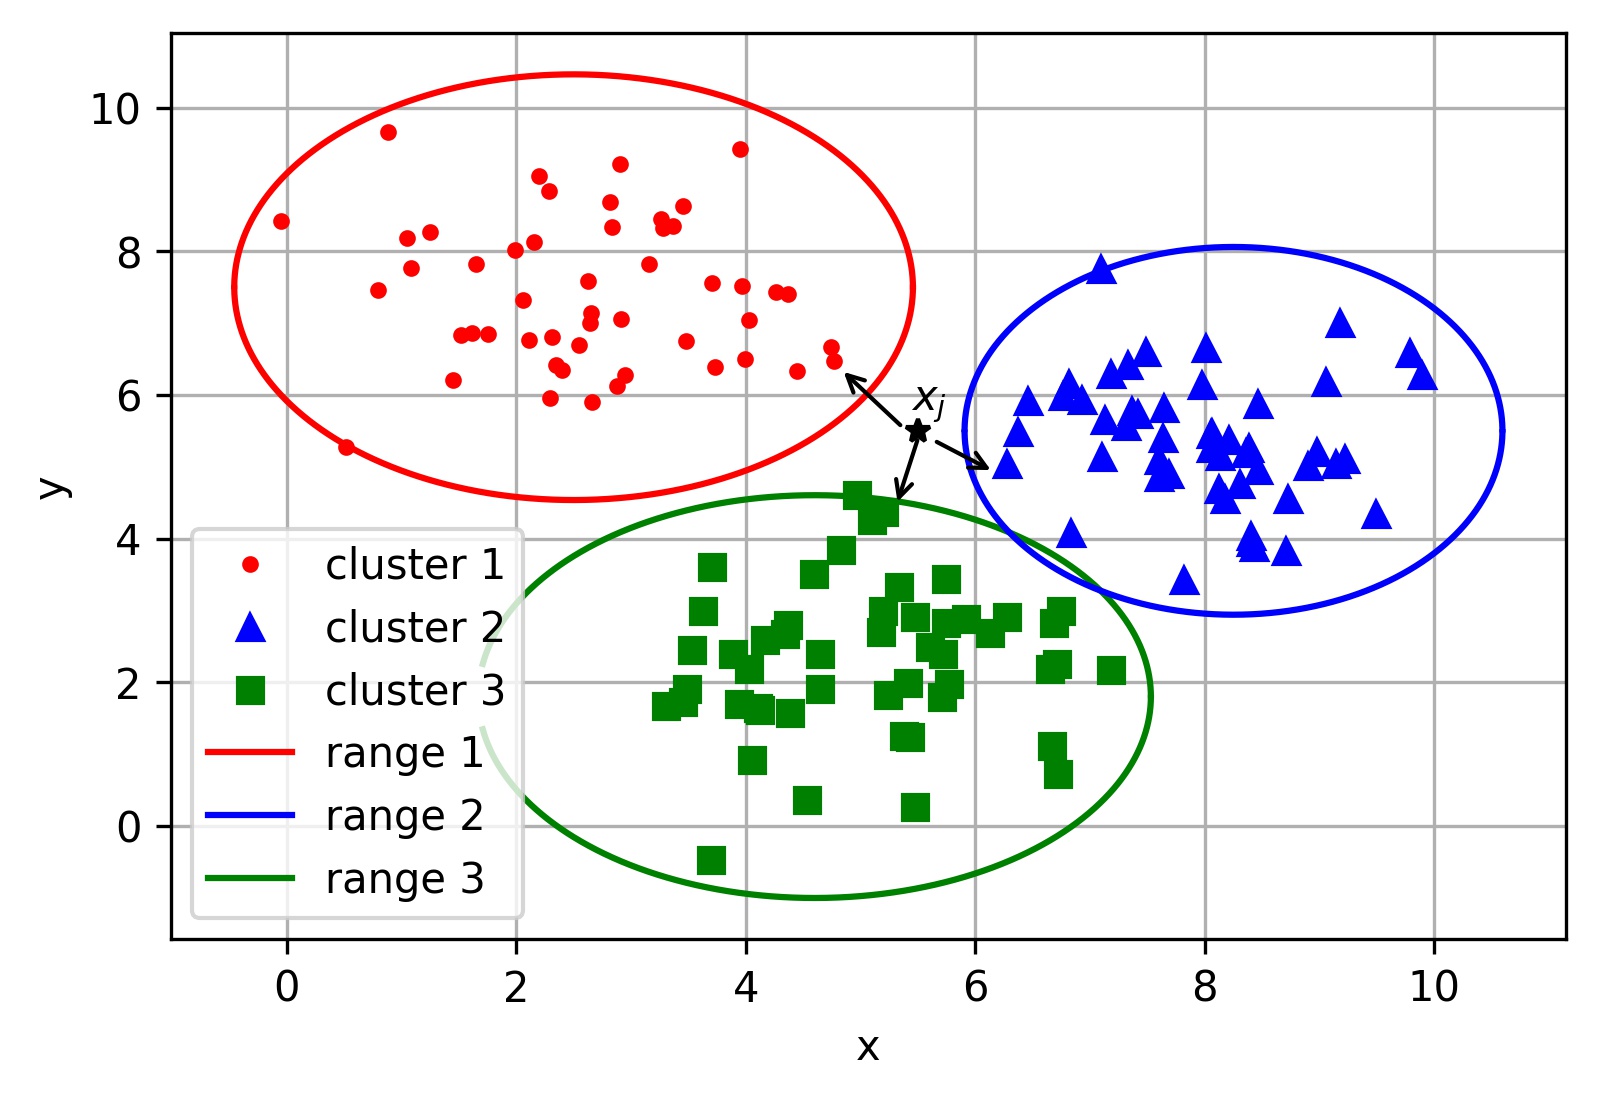 10
8
6
4
2
0
y
x_j
cluster 1
cluster 2
cluster 3
range 1
range 2
range 3
0 2 4 6 8 10
x